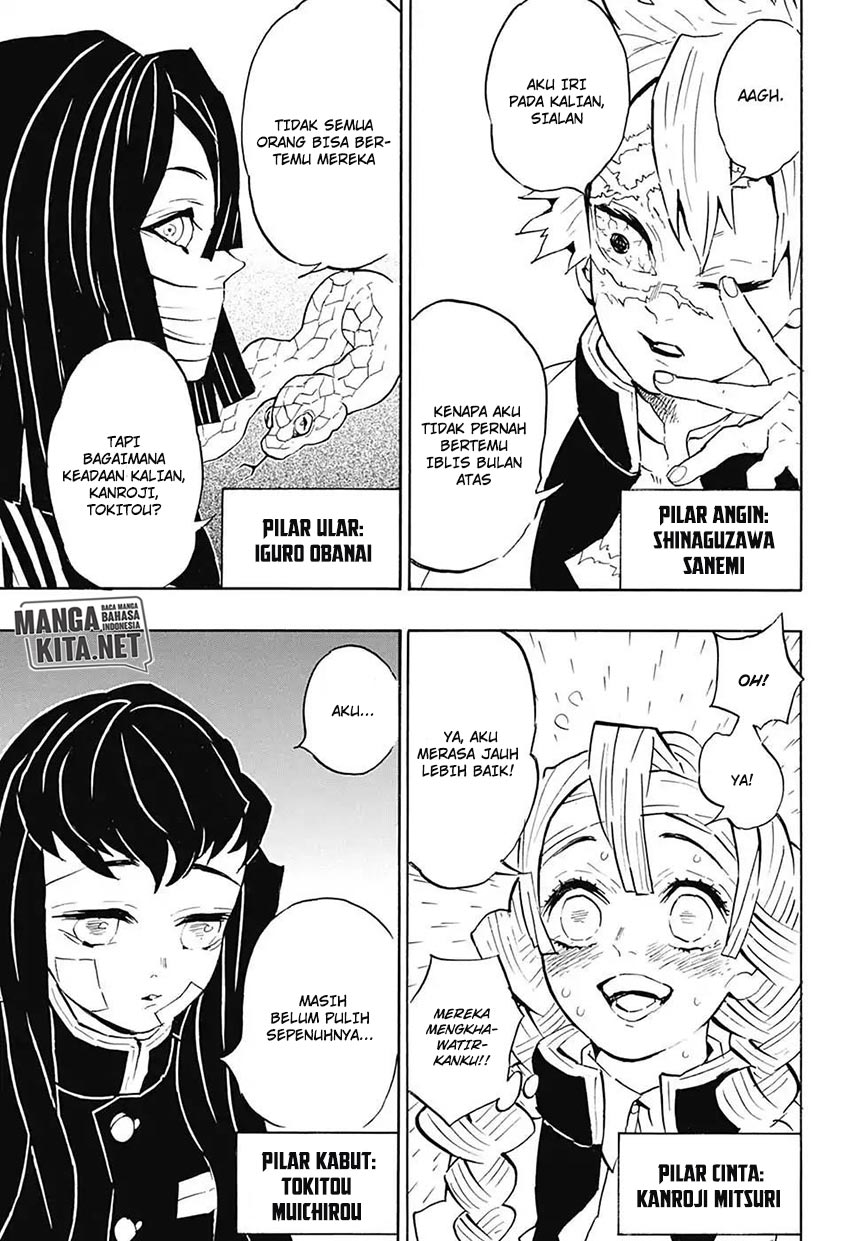 AAGH.
AKU IRI
PADA KALIAN,
SIALAN
KENAPA AKU
TIDAK PERNAH
BERTEMU
IBLIS BULAN
ATAS
PILAR ANGIN:
SHINAGUZAWA
SANEMI
TIDAK SEMUA
ORANG BISA BER-
TEMU MEREKA
TAPI
BAGAIMANA
KEADAAN KALIAN,
KANROJI,
TOKITOU?
PILAR ULAR:
IGURO OBANAI
MANGA
KITA.NET
BACA MANGA
BAHASA
INDONESIA
OH!
YA!
YA, AKU
MERASA JAUH
LEBIH BAIK!
MEREKA
MENGKHA-
WATIR-
KANKU!!
PILAR CINTA:
KANROJI MITSURI
AKU...
MASIH
BELUM PULIH
SEPENUHNYA...
PILAR KABUT:
TOKITOU
MUICHIROU